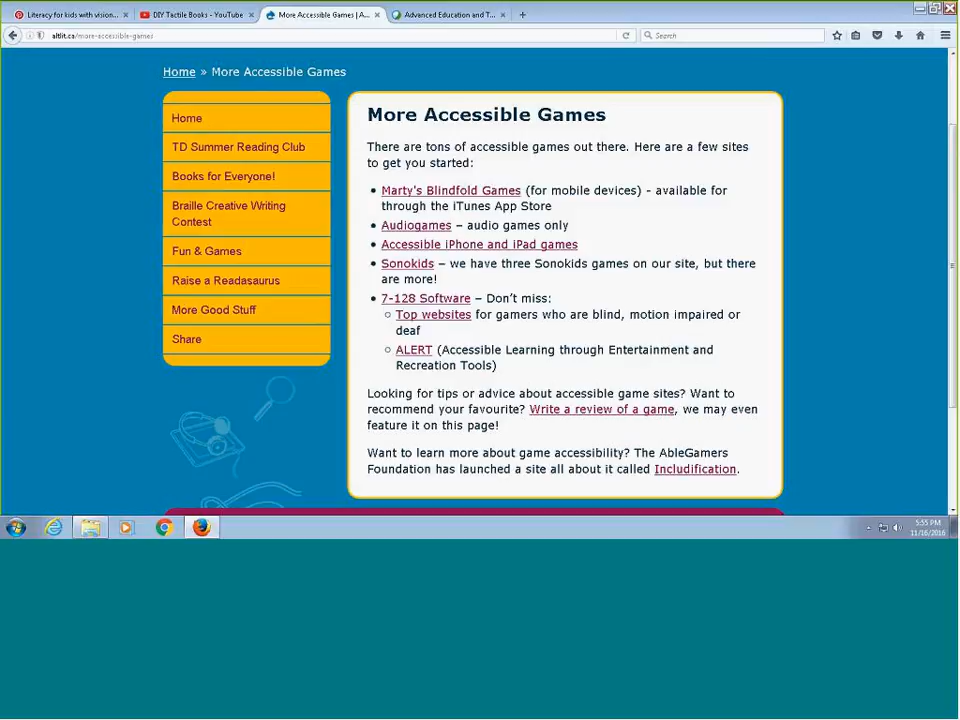 Literacy for kids with vision...
DIY Tactile Books - YouTube
More Accessible Games | A...
Advanced Education and T...
altlit.ca/more-accessible-games
Search
Home » More Accessible Games
Home
TD Summer Reading Club
Books for Everyone!
Braille Creative Writing
Contest
Fun & Games
Raise a Readasaurus
More Good Stuff
Share
More Accessible Games
There are tons of accessible games out there. Here are a few sites
to get you started:
• Marty's Blindfold Games (for mobile devices) - available for
through the iTunes App Store
• Audiogames – audio games only
• Accessible iPhone and iPad games
• Sonokids – we have three Sonokids games on our site, but there
are more!
• 7-128 Software – Don't miss:
○ Top websites for gamers who are blind, motion impaired or
deaf
○ ALERT (Accessible Learning through Entertainment and
Recreation Tools)
Looking for tips or advice about accessible game sites? Want to
recommend your favourite? Write a review of a game, we may even
feature it on this page!
Want to learn more about game accessibility? The AbleGamers
Foundation has launched a site all about it called Includification.
5:55 PM
11/16/2016